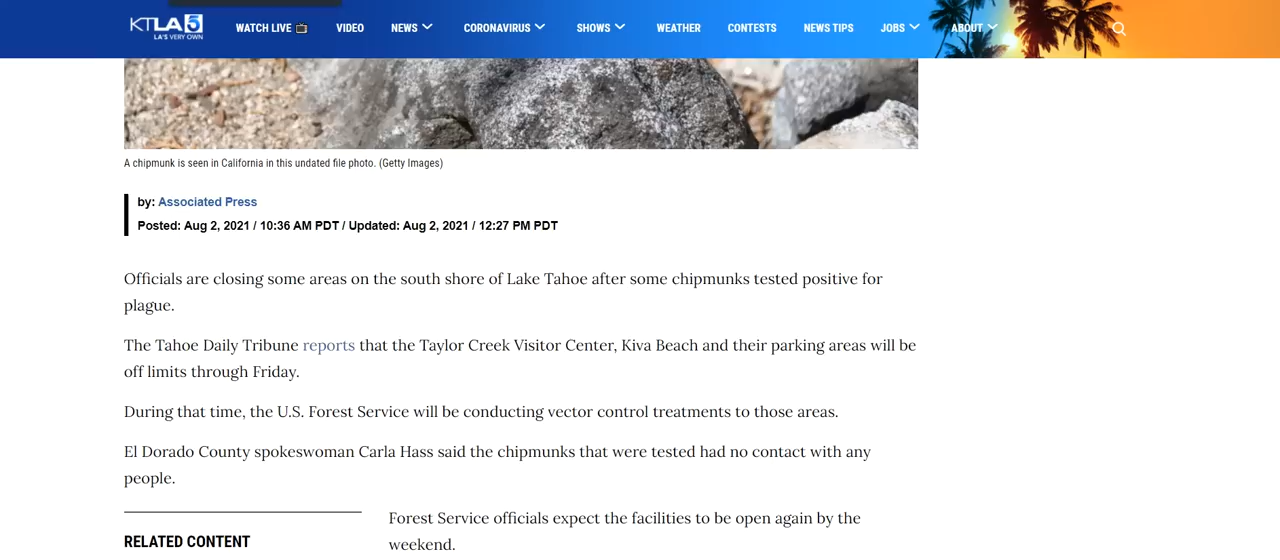 KTLA 5
LA'S VERY OWN
WATCH LIVE VIDEO NEWS CORONAVIRUS SHOWS WEATHER CONTESTS NEWS TIPS JOBS ABOUT
A chipmunk is seen in California in this undated file photo. (Getty Images)
by: Associated Press
Posted: Aug 2, 2021 / 10:36 AM PDT / Updated: Aug 2, 2021 / 12:27 PM PDT
Officials are closing some areas on the south shore of Lake Tahoe after some chipmunks tested positive for
plague.
The Tahoe Daily Tribune reports that the Taylor Creek Visitor Center, Kiva Beach and their parking areas will be
off limits through Friday.
During that time, the U.S. Forest Service will be conducting vector control treatments to those areas.
El Dorado County spokeswoman Carla Hass said the chipmunks that were tested had no contact with any
people.
Forest Service officials expect the facilities to be open again by the
weekend.
RELATED CONTENT